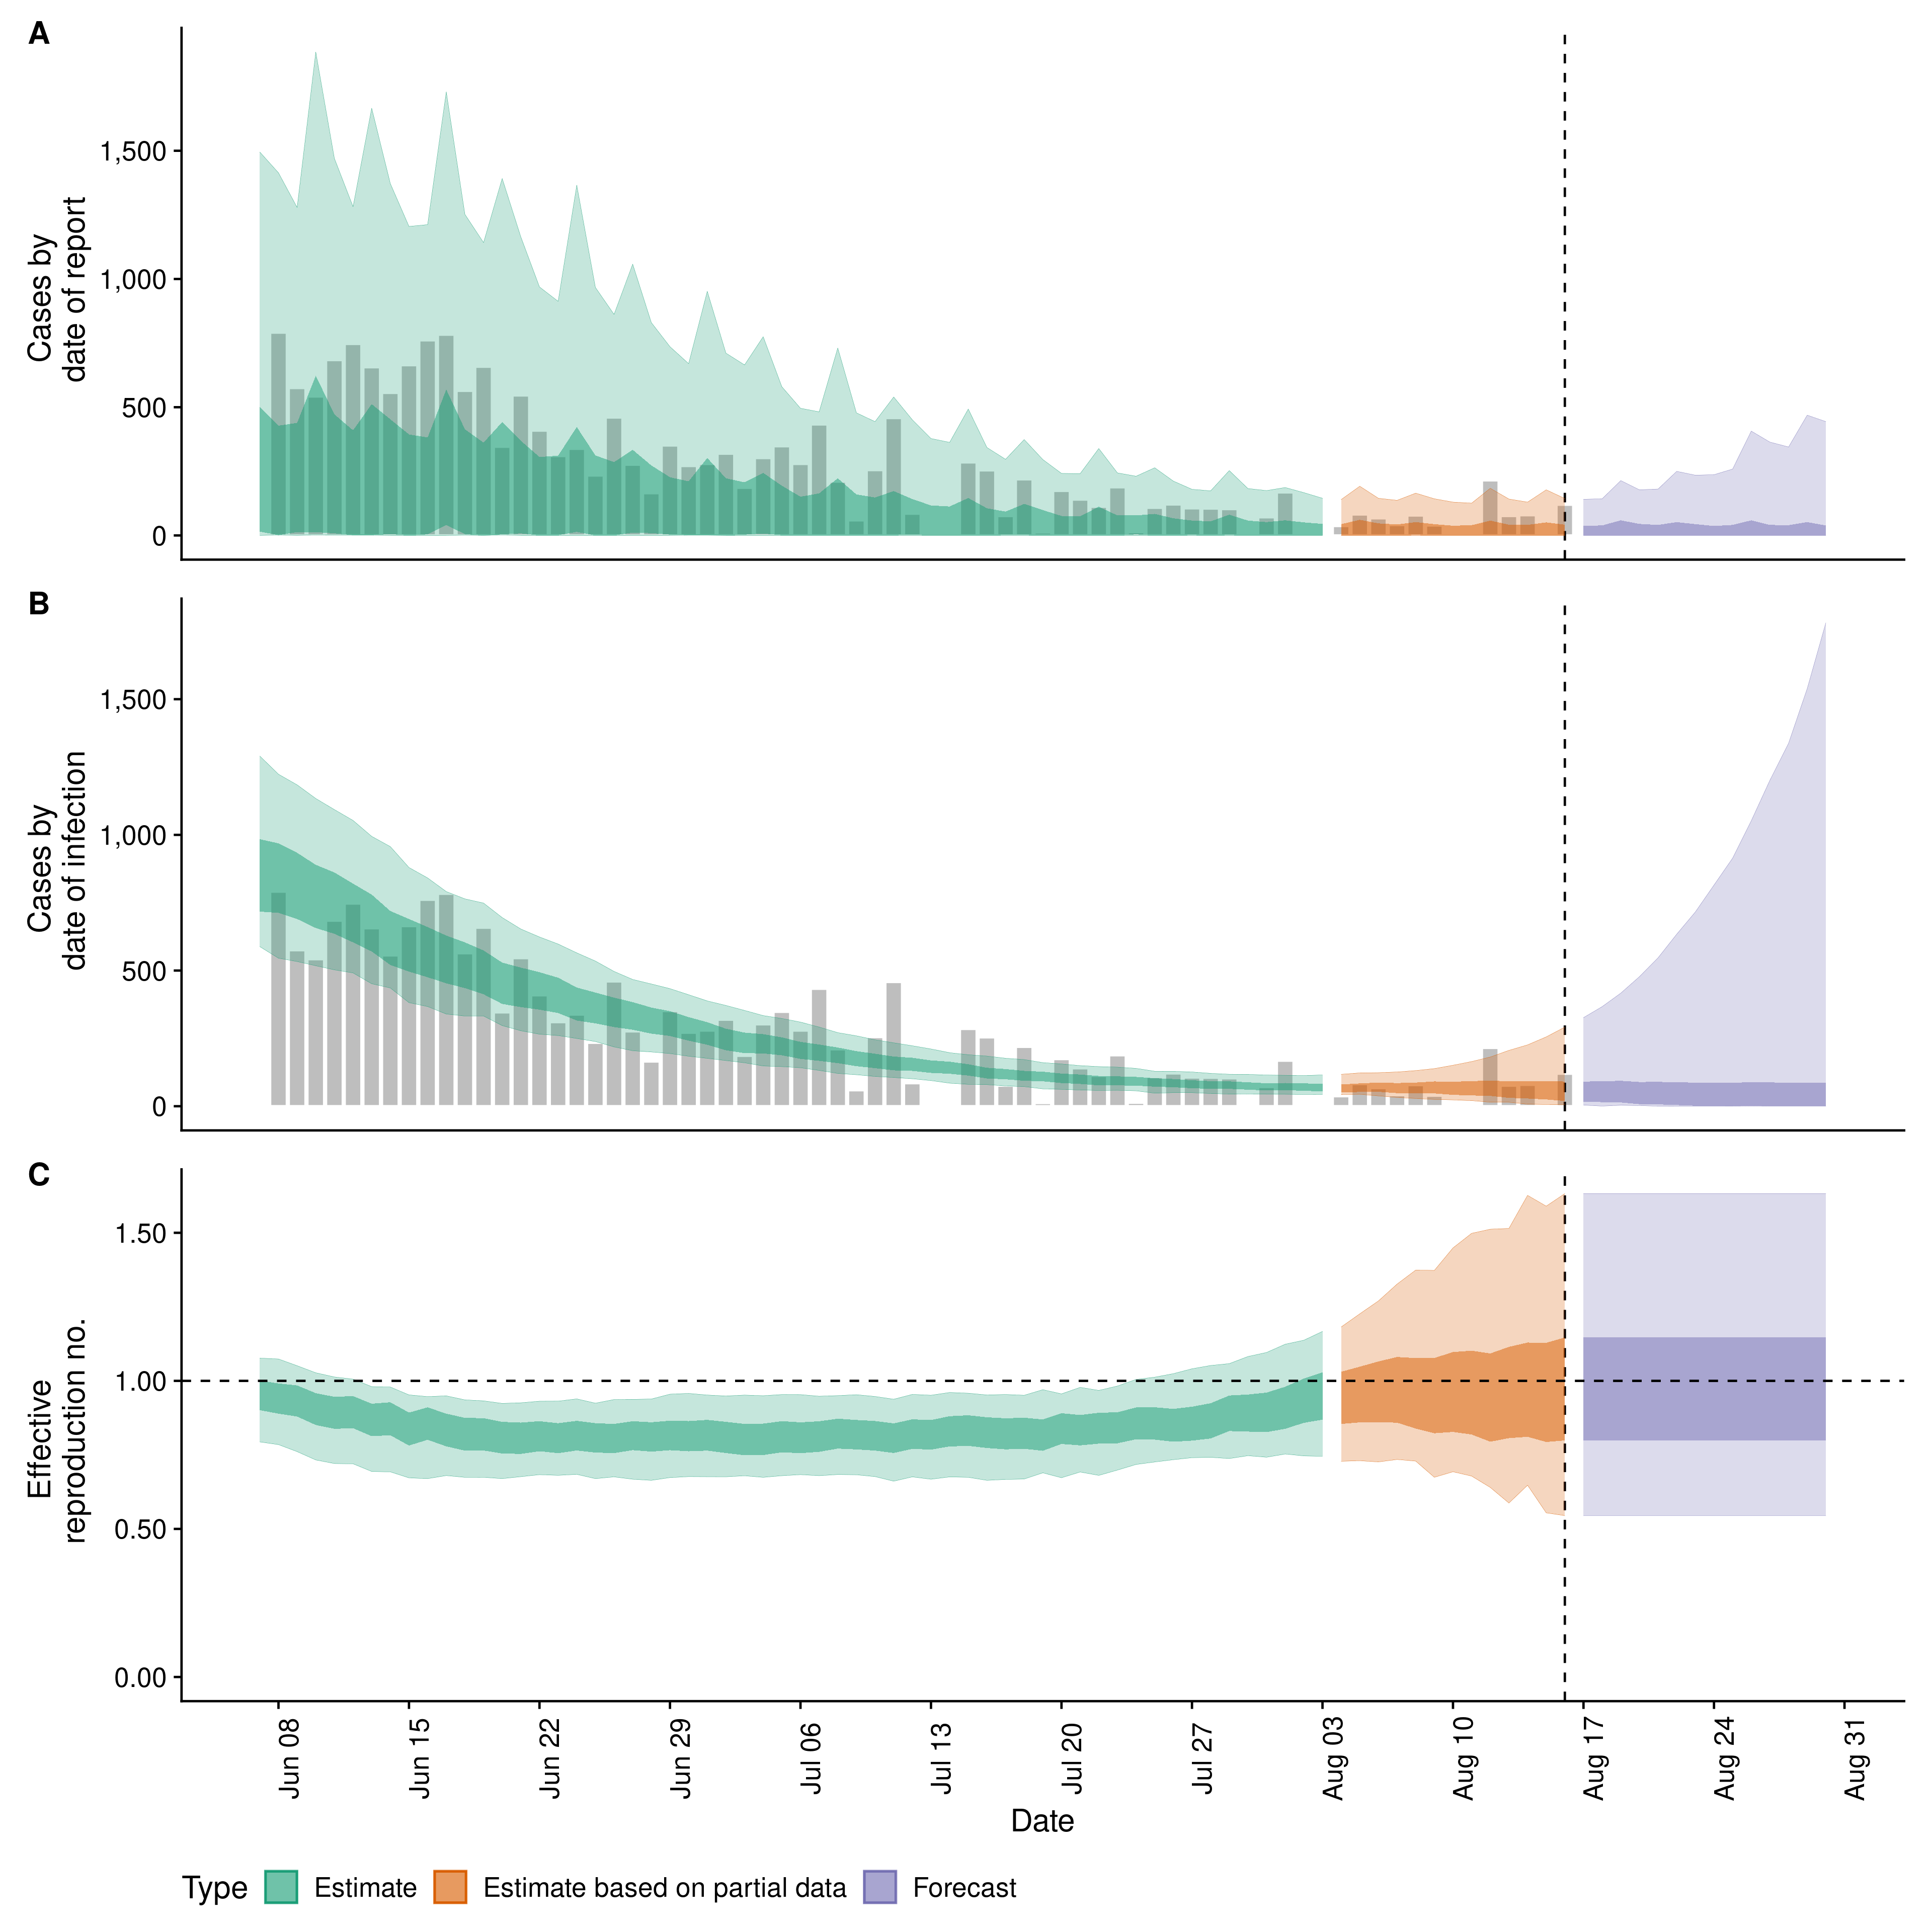 A
Cases by
date of report
1,500
1,000
500
0
B
Cases by
date of infection
1,500
1,000
500
0
C
Effective
reproduction no.
1.50
1.00
0.50
0.00
Jun 08
Jun 15
Jun 22
Jun 29
Jul 06
Jul 13
Jul 20
Jul 27
Aug 03
Aug 10
Aug 17
Aug 24
Aug 31
Date
Type Estimate Estimate based on partial data Forecast